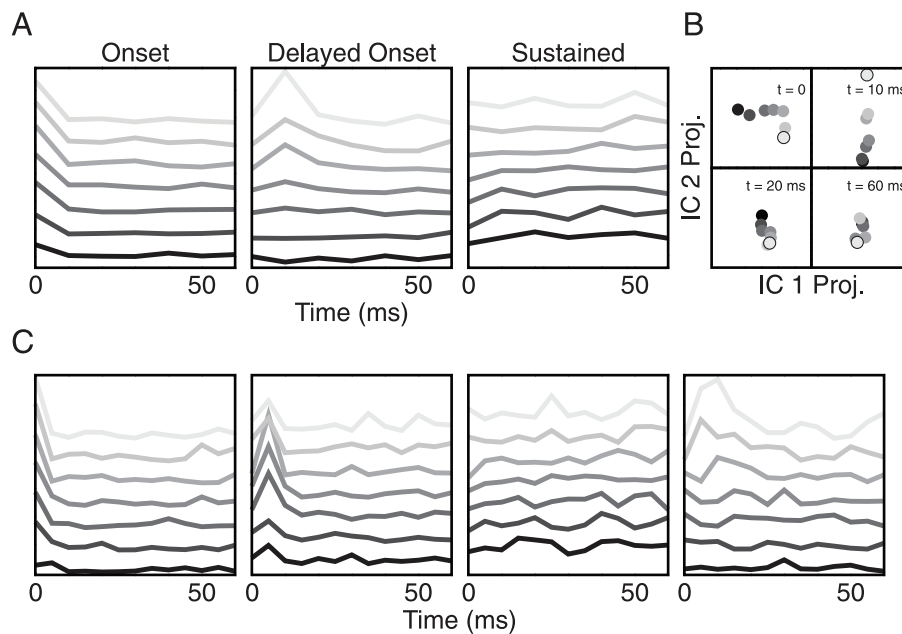 A
Onset
Delayed Onset
Sustained
0
50
0
50
0
50
Time (ms)
B
IC 2 Proj.
t = 0
t = 10 ms
t = 20 ms
t = 60 ms
IC 1 Proj.
C
0
50
0
50
0
50
0
50
Time (ms)